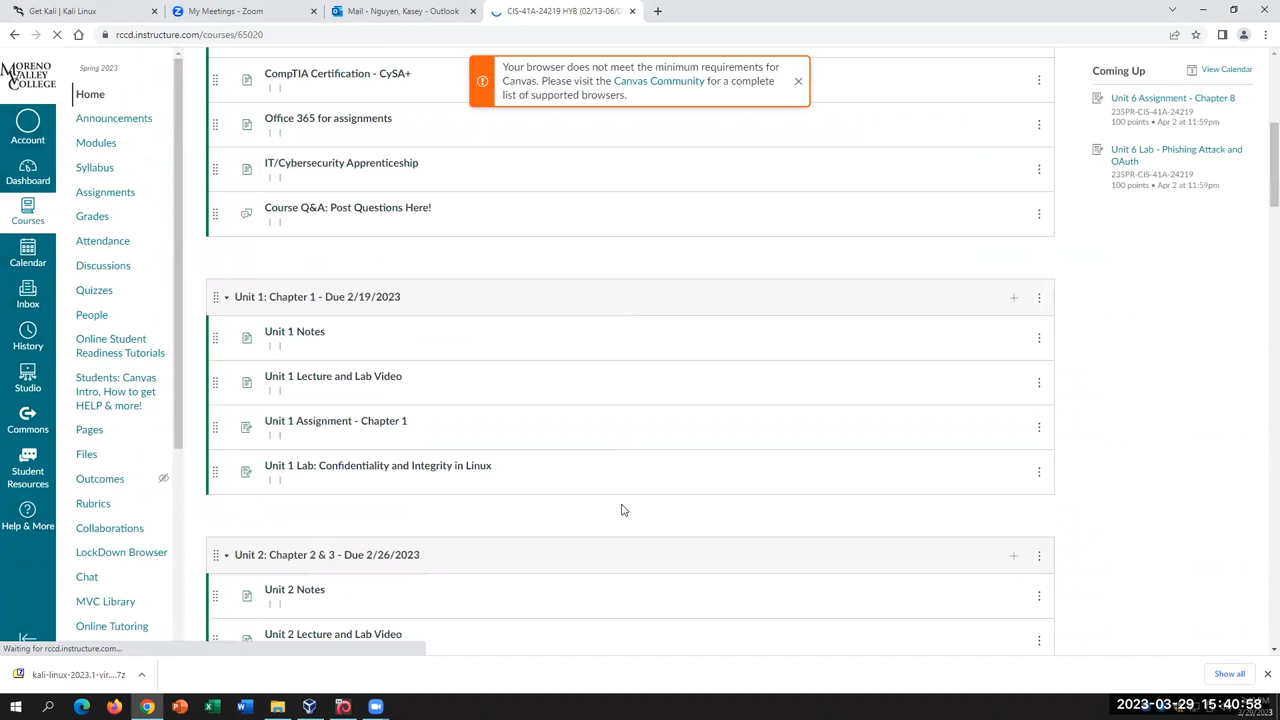 Get Kali | Kali Linux
My Meetings - Zoom
Mail - Nguyen, Kasey - Outlook
CIS-41A-24219 HYB (02/13-06/0
rccd.instructure.com/courses/65020
Your browser does not meet the minimum requirements for
Canvas. Please visit the Canvas Community for a complete
list of supported browsers.
MORENO
VALLEY
COLLEGE
Account
Dashboard
Courses
Calendar
Inbox
History
Studio
Commons
Student
Resources
Help & More
Spring 2023
Home
Announcements
Modules
Syllabus
Assignments
Grades
Attendance
Discussions
Quizzes
People
Online Student
Readiness Tutorials
Students: Canvas
Intro, How to get
HELP & more!
Pages
Files
Outcomes
Rubrics
Collaborations
LockDown Browser
Chat
MVC Library
Online Tutoring
CompTIA Certification - CySA+
Office 365 for assignments
IT/Cybersecurity Apprenticeship
Course Q&A: Post Questions Here!
Unit 1: Chapter 1 - Due 2/19/2023
Unit 1 Notes
Unit 1 Lecture and Lab Video
Unit 1 Assignment - Chapter 1
Unit 1 Lab: Confidentiality and Integrity in Linux
Unit 2: Chapter 2 & 3 - Due 2/26/2023
Unit 2 Notes
Unit 2 Lecture and Lab Video
Coming Up
View Calendar
Unit 6 Assignment - Chapter 8
23SPR-CIS-41A-24219
100 points • Apr 2 at 11:59pm
Unit 6 Lab - Phishing Attack and
OAuth
23SPR-CIS-41A-24219
100 points • Apr 2 at 11:59pm
Waiting for rccd.instructure.com...
kali-linux-2023.1-vir....7z
Show all
2023-03-29 15:40:58